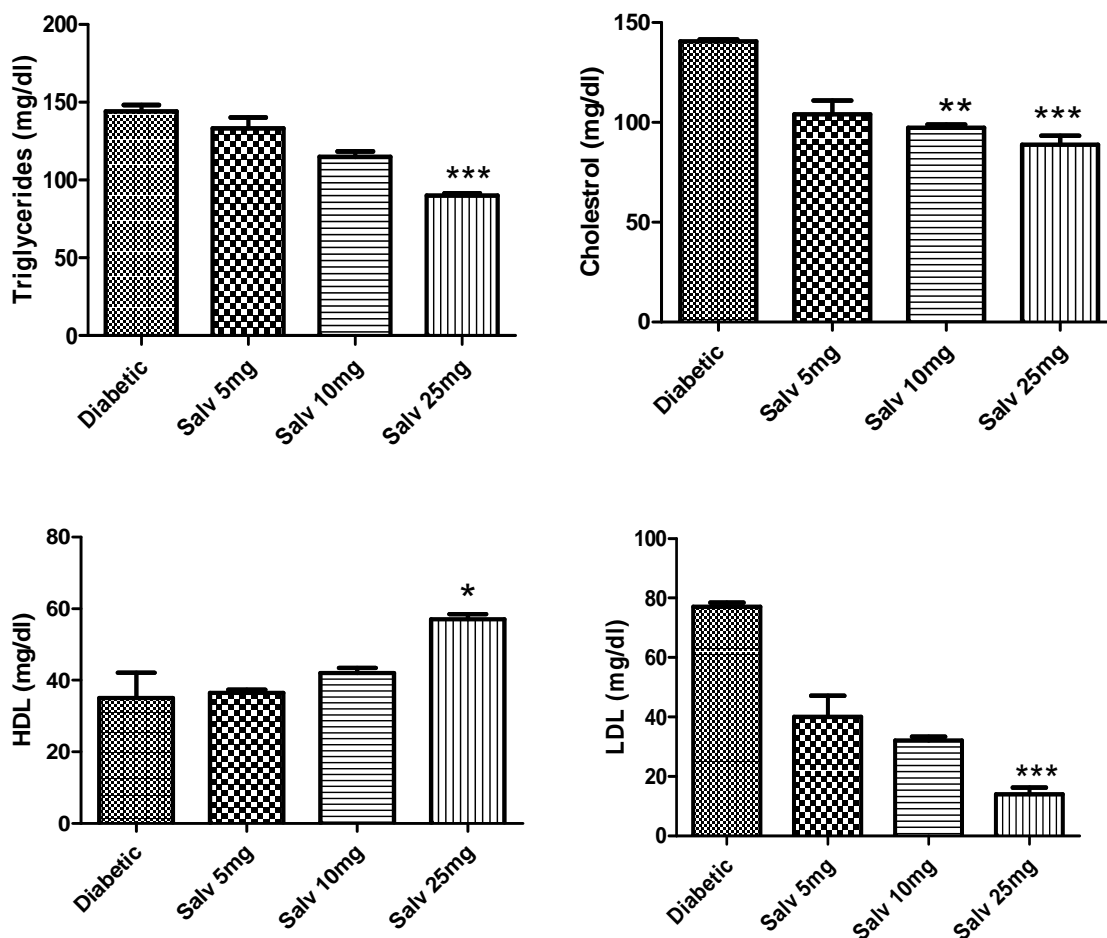 Triglycerides (mg/dl)
200
150
100
50
0
***
Diabetic
Salv 5mg
Salv 10mg
Salv 25mg
Cholestrol (mg/dl)
150
100
50
0
**
***
Diabetic
Salv 5mg
Salv 10mg
Salv 25mg
HDL (mg/dl)
80
60
40
20
0
*
Diabetic
Salv 5mg
Salv 10mg
Salv 25mg
LDL (mg/dl)
100
80
60
40
20
0
***
Diabetic
Salv 5mg
Salv 10mg
Salv 25mg